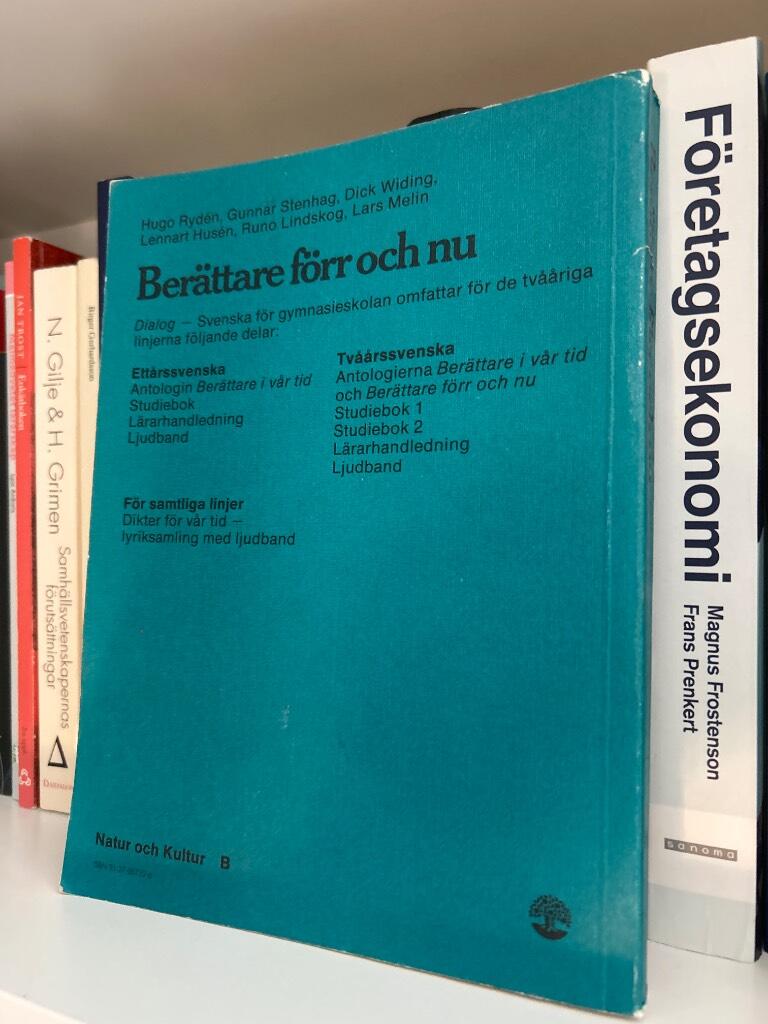 Hugo Rydén, Gunnar Stenhag, Dick Widing,
Lennart Husén, Runo Lindskog, Lars Melin
Berättare förr och nu
Dialog – Svenska för gymnasieskolan omfattar för de tvååriga
linjerna följande delar:
Ettårssvenska
Antologin Berättare i vår tid
Studiebok
Lärarhandledning
Ljudband
Tvåårssvenska
Antologierna Berättare i vår tid
och Berättare förr och nu
Studiebok 1
Studiebok 2
Lärarhandledning
Ljudband
För samtliga linjer
Dikter för vår tid –
lyriksamling med ljudband
Natur och Kultur B
JAN TROST Enkätboken
N. Gilje & H. Grimen
Samhällsvetenskapernas
förutsättningar
Birger Gerhardsson
Företagsekonomi
Magnus Frostenson
Frans Prenkert
sanoma